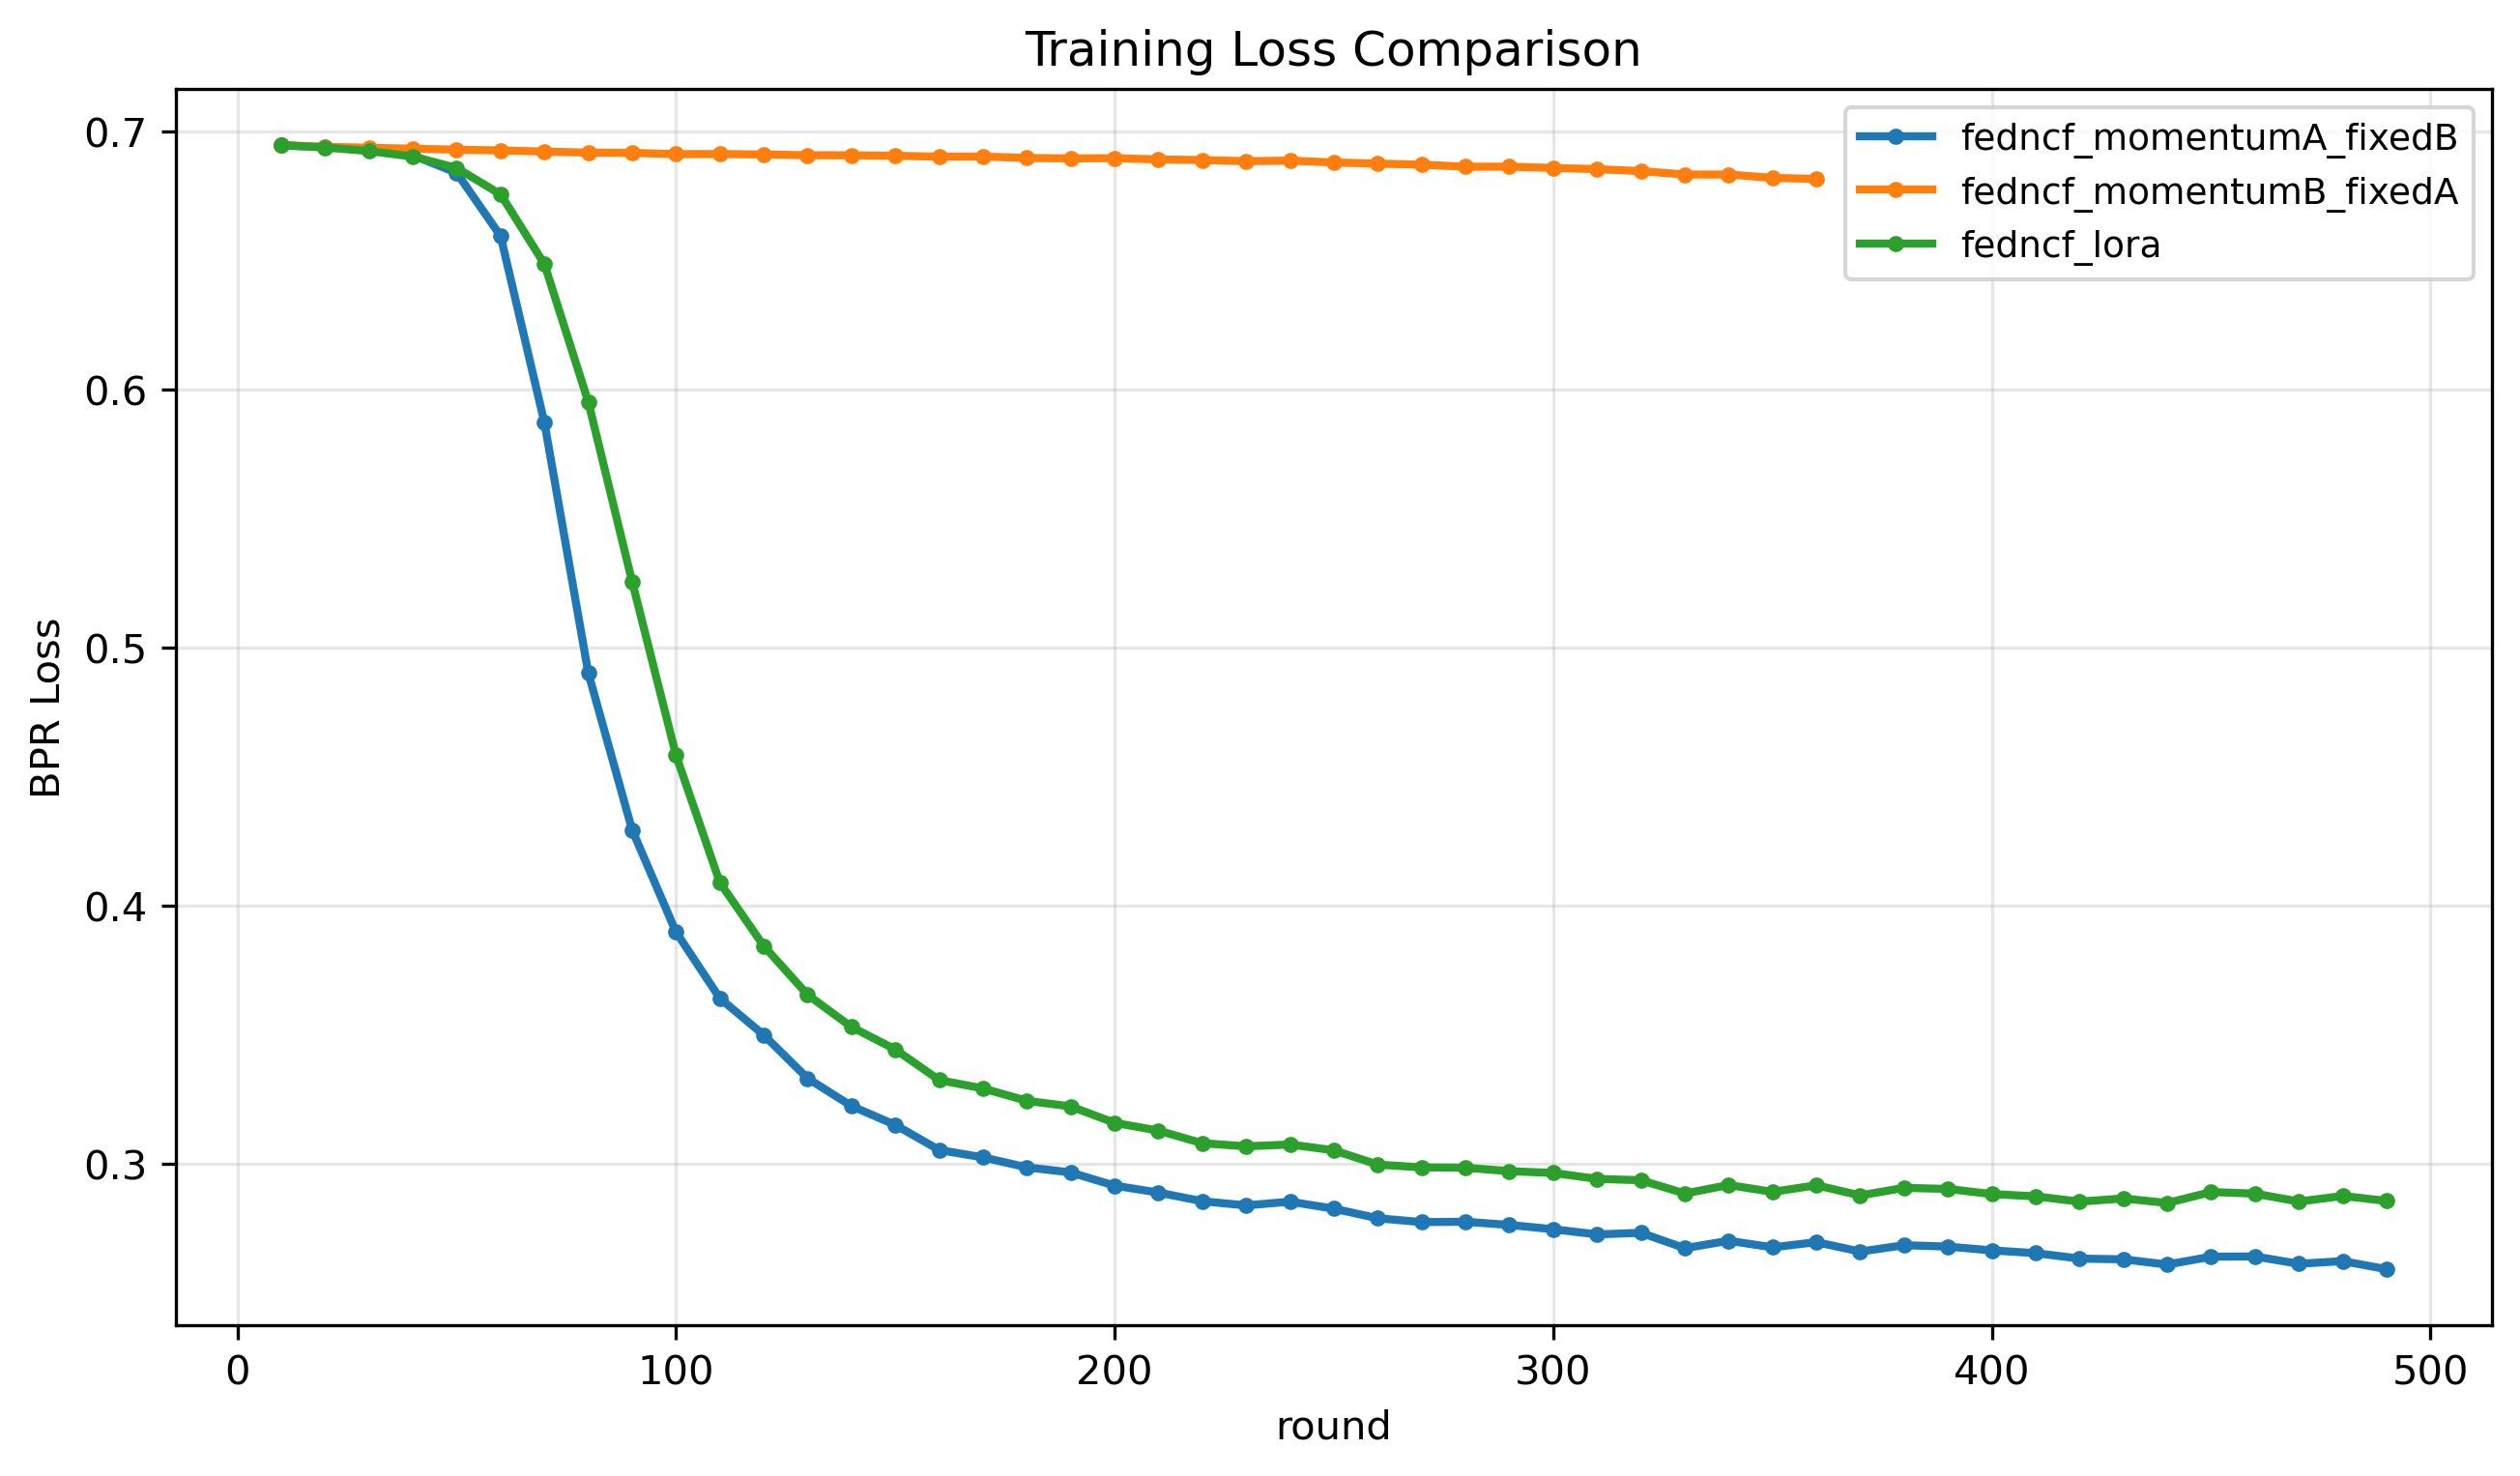 Training Loss Comparison
fedncf_momentumA_fixedB
fedncf_momentumB_fixedA
fedncf_lora
BPR Loss
0.7
0.6
0.5
0.4
0.3
0 100 200 300 400 500
round